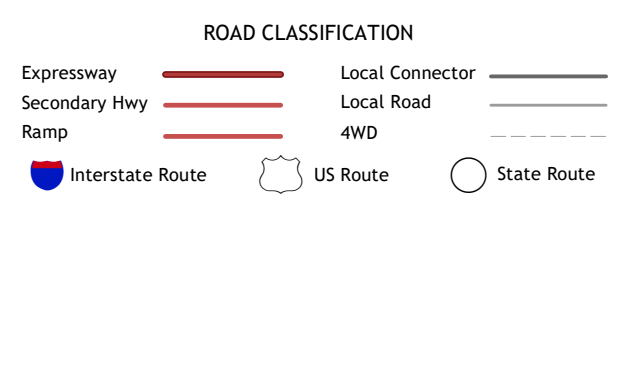 ROAD CLASSIFICATION
Expressway
Secondary Hwy
Ramp
Local Connector
Local Road
4WD
Interstate Route
US Route
State Route